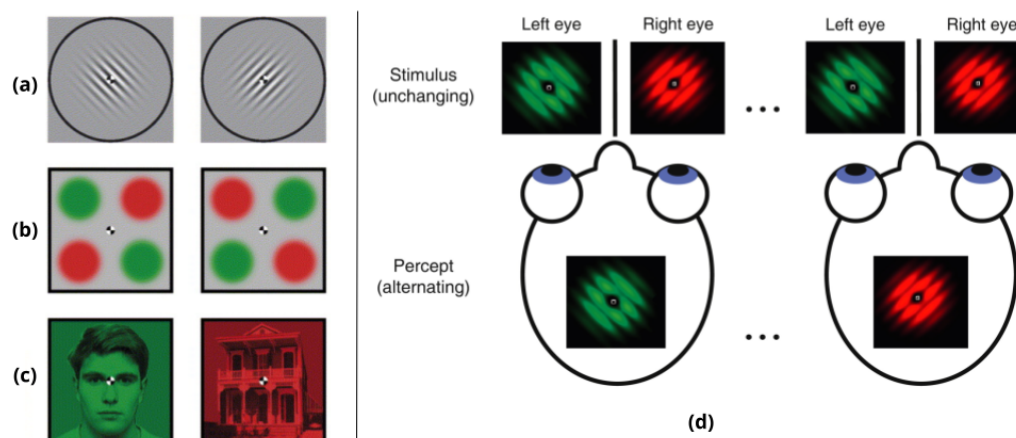 (a)
(b)
(c)
Left eye
Right eye
Left eye
Right eye
Stimulus
(unchanging)
...
Percept
(alternating)
...
(d)